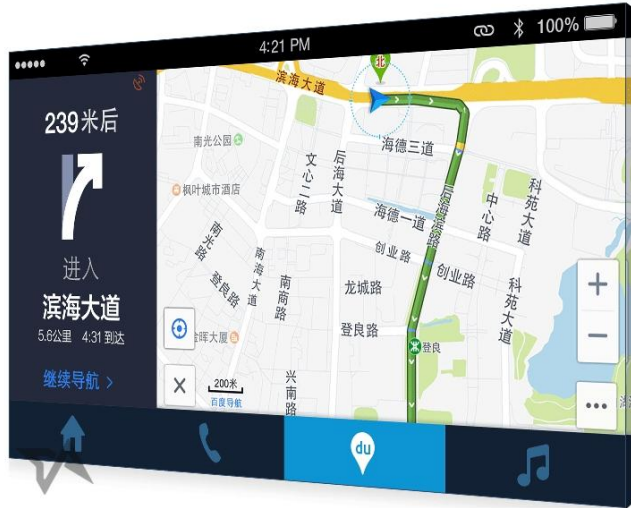 4:21 PM
100%
239米后
进入
滨海大道
5.6公里 4:31到达
继续导航 >
滨海大道
北
南光公园
海德三道
枫叶城市酒店
文心二路
后海大道
后海滨路
中心路
科苑大道
海德一道
创业路
创业路
南光路
登良路
南海大道
南商路
龙城路
登良路
登良
科苑大道
金晖大厦
兴南路
200米
百度导航
+
−
X
...
du